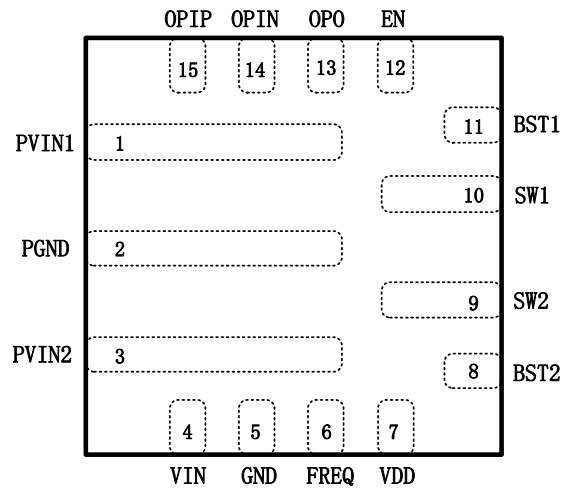 OPIP OPIN OPO EN
15 14 13 12
11 BST1
PVIN1 1
10 SW1
PGND 2
9 SW2
PVIN2 3
8 BST2
4 5 6 7
VIN GND FREQ VDD